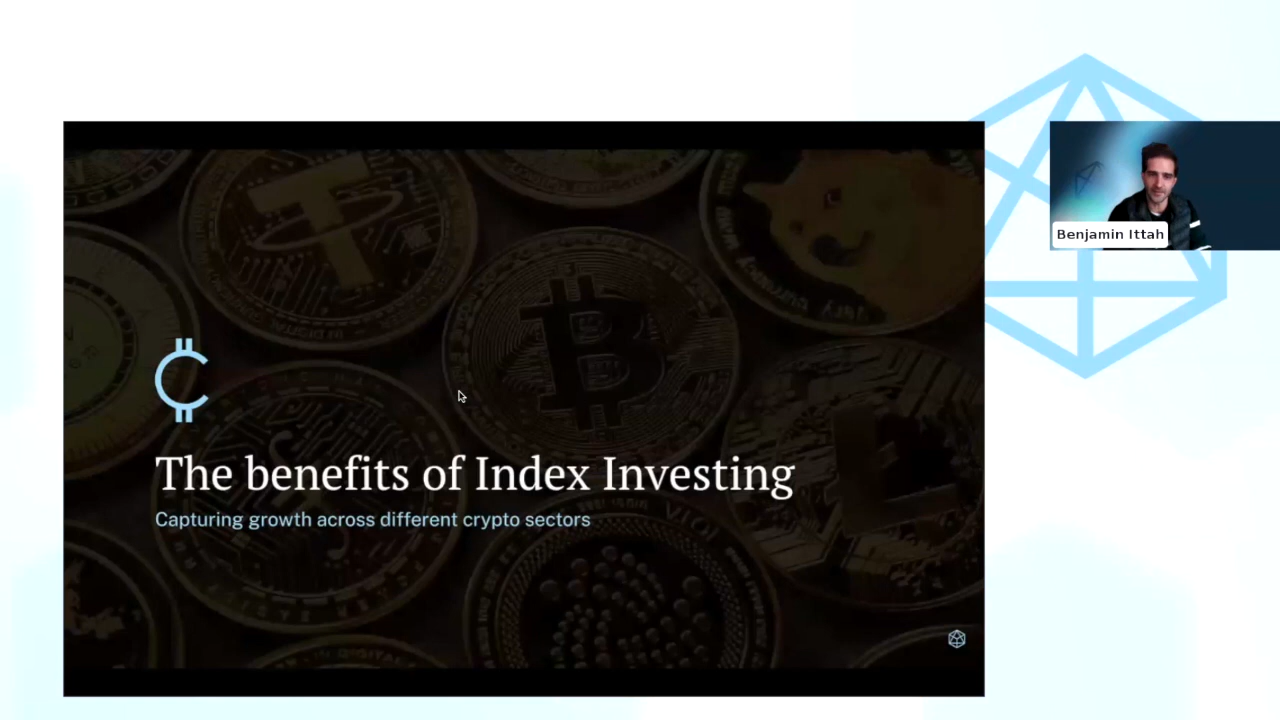 The benefits of Index Investing
Capturing growth across different crypto sectors
Benjamin Ittah